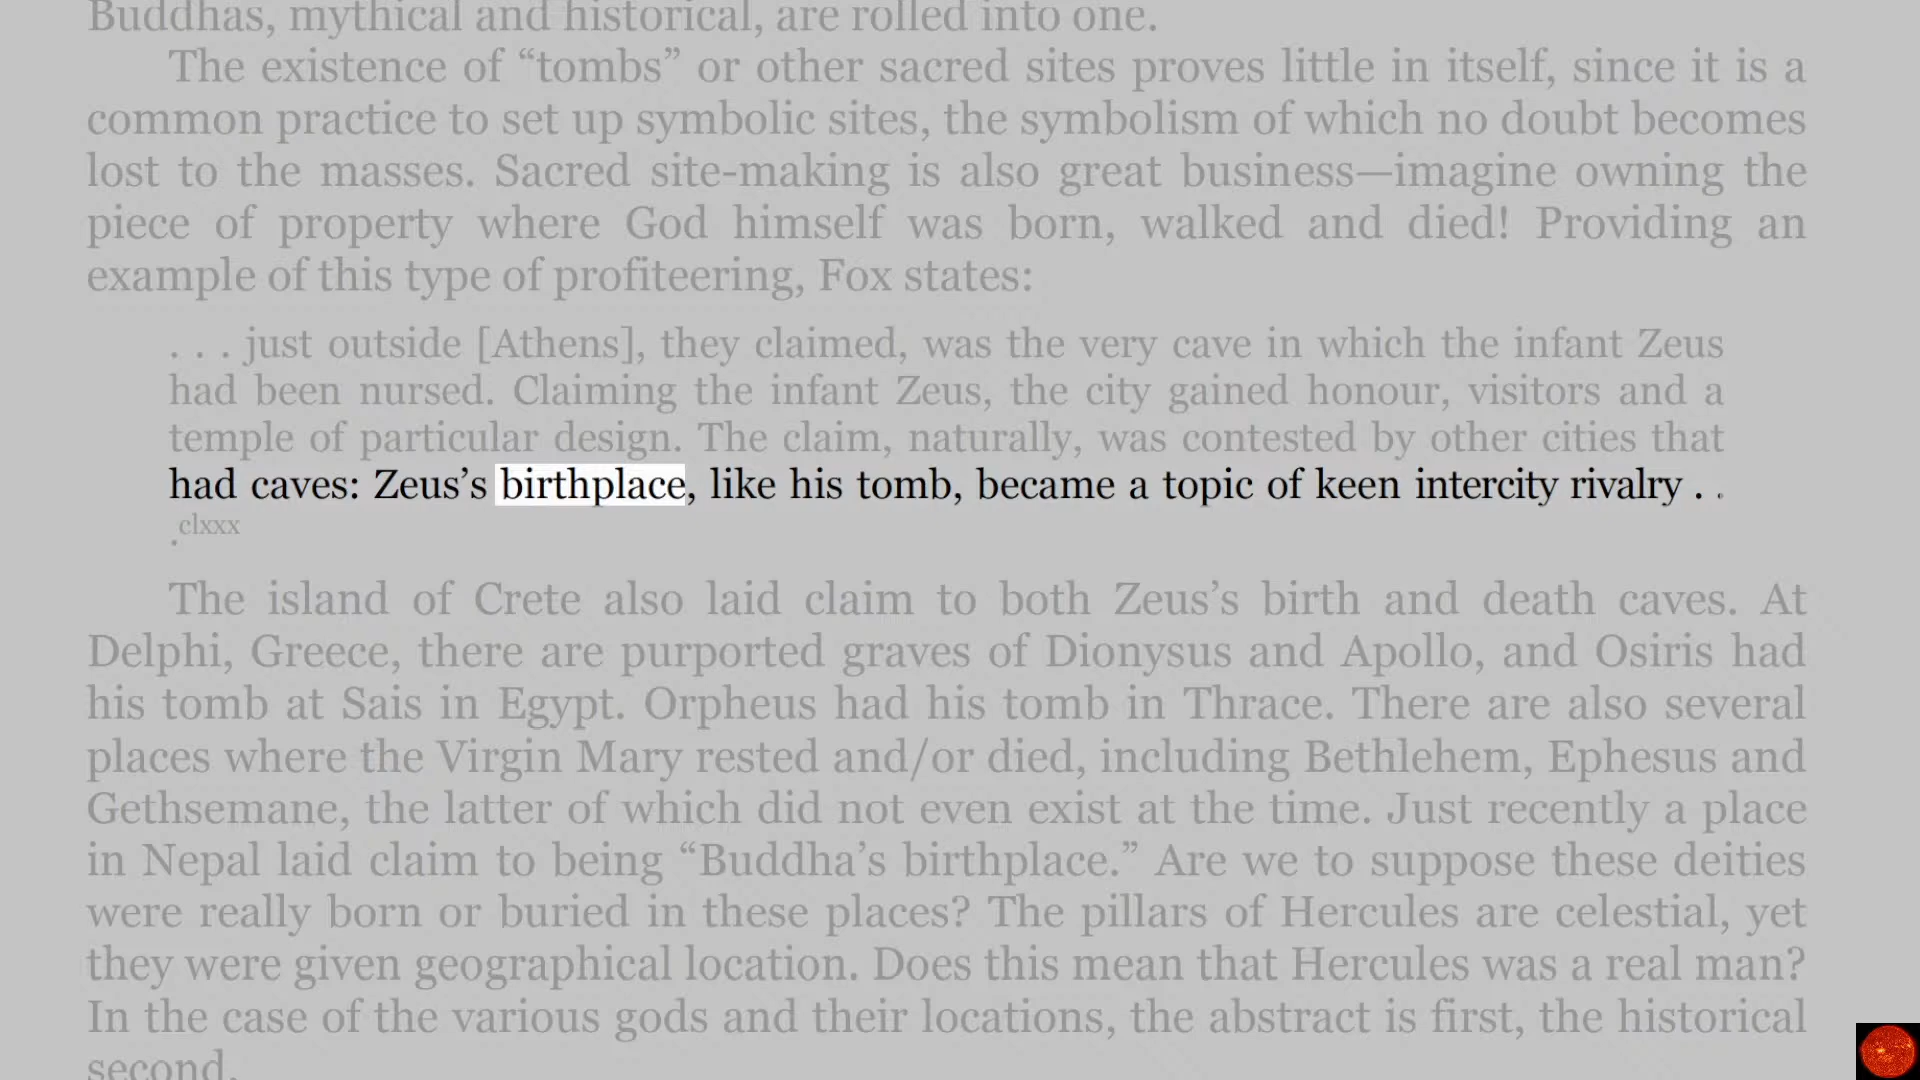 Buddhas, mythical and historical, are rolled into one.
The existence of “tombs” or other sacred sites proves little in itself, since it is a
common practice to set up symbolic sites, the symbolism of which no doubt becomes
lost to the masses. Sacred site-making is also great business—imagine owning the
piece of property where God himself was born, walked and died! Providing an
example of this type of profiteering, Fox states:
. . . just outside [Athens], they claimed, was the very cave in which the infant Zeus
had been nursed. Claiming the infant Zeus, the city gained honour, visitors and a
temple of particular design. The claim, naturally, was contested by other cities that
had caves: Zeus’s birthplace, like his tomb, became a topic of keen intercity rivalry . .
.clxxx
The island of Crete also laid claim to both Zeus’s birth and death caves. At
Delphi, Greece, there are purported graves of Dionysus and Apollo, and Osiris had
his tomb at Sais in Egypt. Orpheus had his tomb in Thrace. There are also several
places where the Virgin Mary rested and/or died, including Bethlehem, Ephesus and
Gethsemane, the latter of which did not even exist at the time. Just recently a place
in Nepal laid claim to being “Buddha’s birthplace.” Are we to suppose these deities
were really born or buried in these places? The pillars of Hercules are celestial, yet
they were given geographical location. Does this mean that Hercules was a real man?
In the case of the various gods and their locations, the abstract is first, the historical
second.